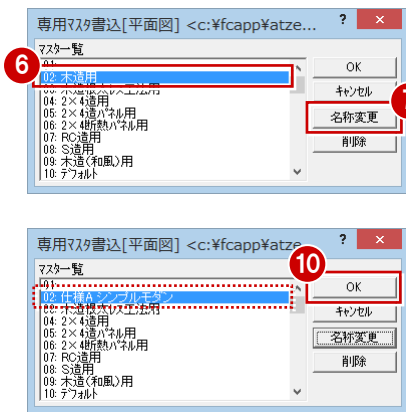 専用ﾏｽﾀ書込[平面図] <c:¥fcapp¥atze...
? ×
マスター覧
6
01:
02: 木造用
OK
キャンセル
7
04: 2×4造用
名称変更
05: 2×4造ﾊﾟﾈﾙ用
06: 2×4断熱ﾊﾟﾈﾙ用
07: RC造用
削除
08: S造用
09: 木造(和風)用
10: ﾃﾞﾌｫﾙﾄ
専用ﾏｽﾀ書込[平面図] <c:¥fcapp¥atze
? ×
マスター覧
10
01:
02: 仕様A シンプルモダン
OK
キャンセル
04: 2×4造用
名称変更
05: 2×4造ﾊﾟﾈﾙ用
06: 2×4断熱ﾊﾟﾈﾙ用
07: RC造用
削除
08: S造用
09: 木造(和風)用
10: ﾃﾞﾌｫﾙﾄ